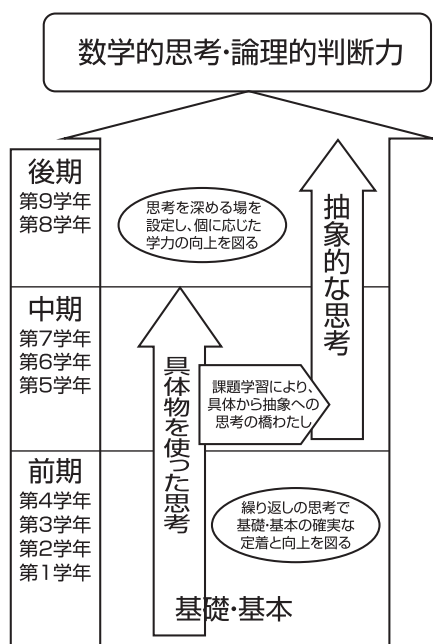 数学的思考・論理的判断力
後期
第9学年
第8学年
思考を深める場を
設定し、個に応じた
学力の向上を図る
抽象的な思考
中期
第7学年
第6学年
第5学年
具体物を使った思考
課題学習により、
具体から抽象への
思考の橋わたし
前期
第4学年
第3学年
第2学年
第1学年
繰り返しの思考で
基礎・基本の確実な
定着と向上を図る
基礎・基本